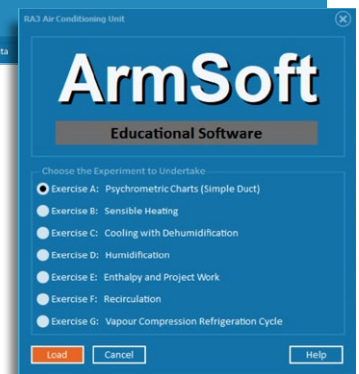 RA3 Air Conditioning Unit
ta
ArmSoft
Educational Software
Choose the Experiment to Undertake
Exercise A: Psychrometric Charts (Simple Duct)
Exercise B: Sensible Heating
Exercise C: Cooling with Dehumidification
Exercise D: Humidification
Exercise E: Enthalpy and Project Work
Exercise F: Recirculation
Exercise G: Vapour Compression Refrigeration Cycle
Load Cancel Help